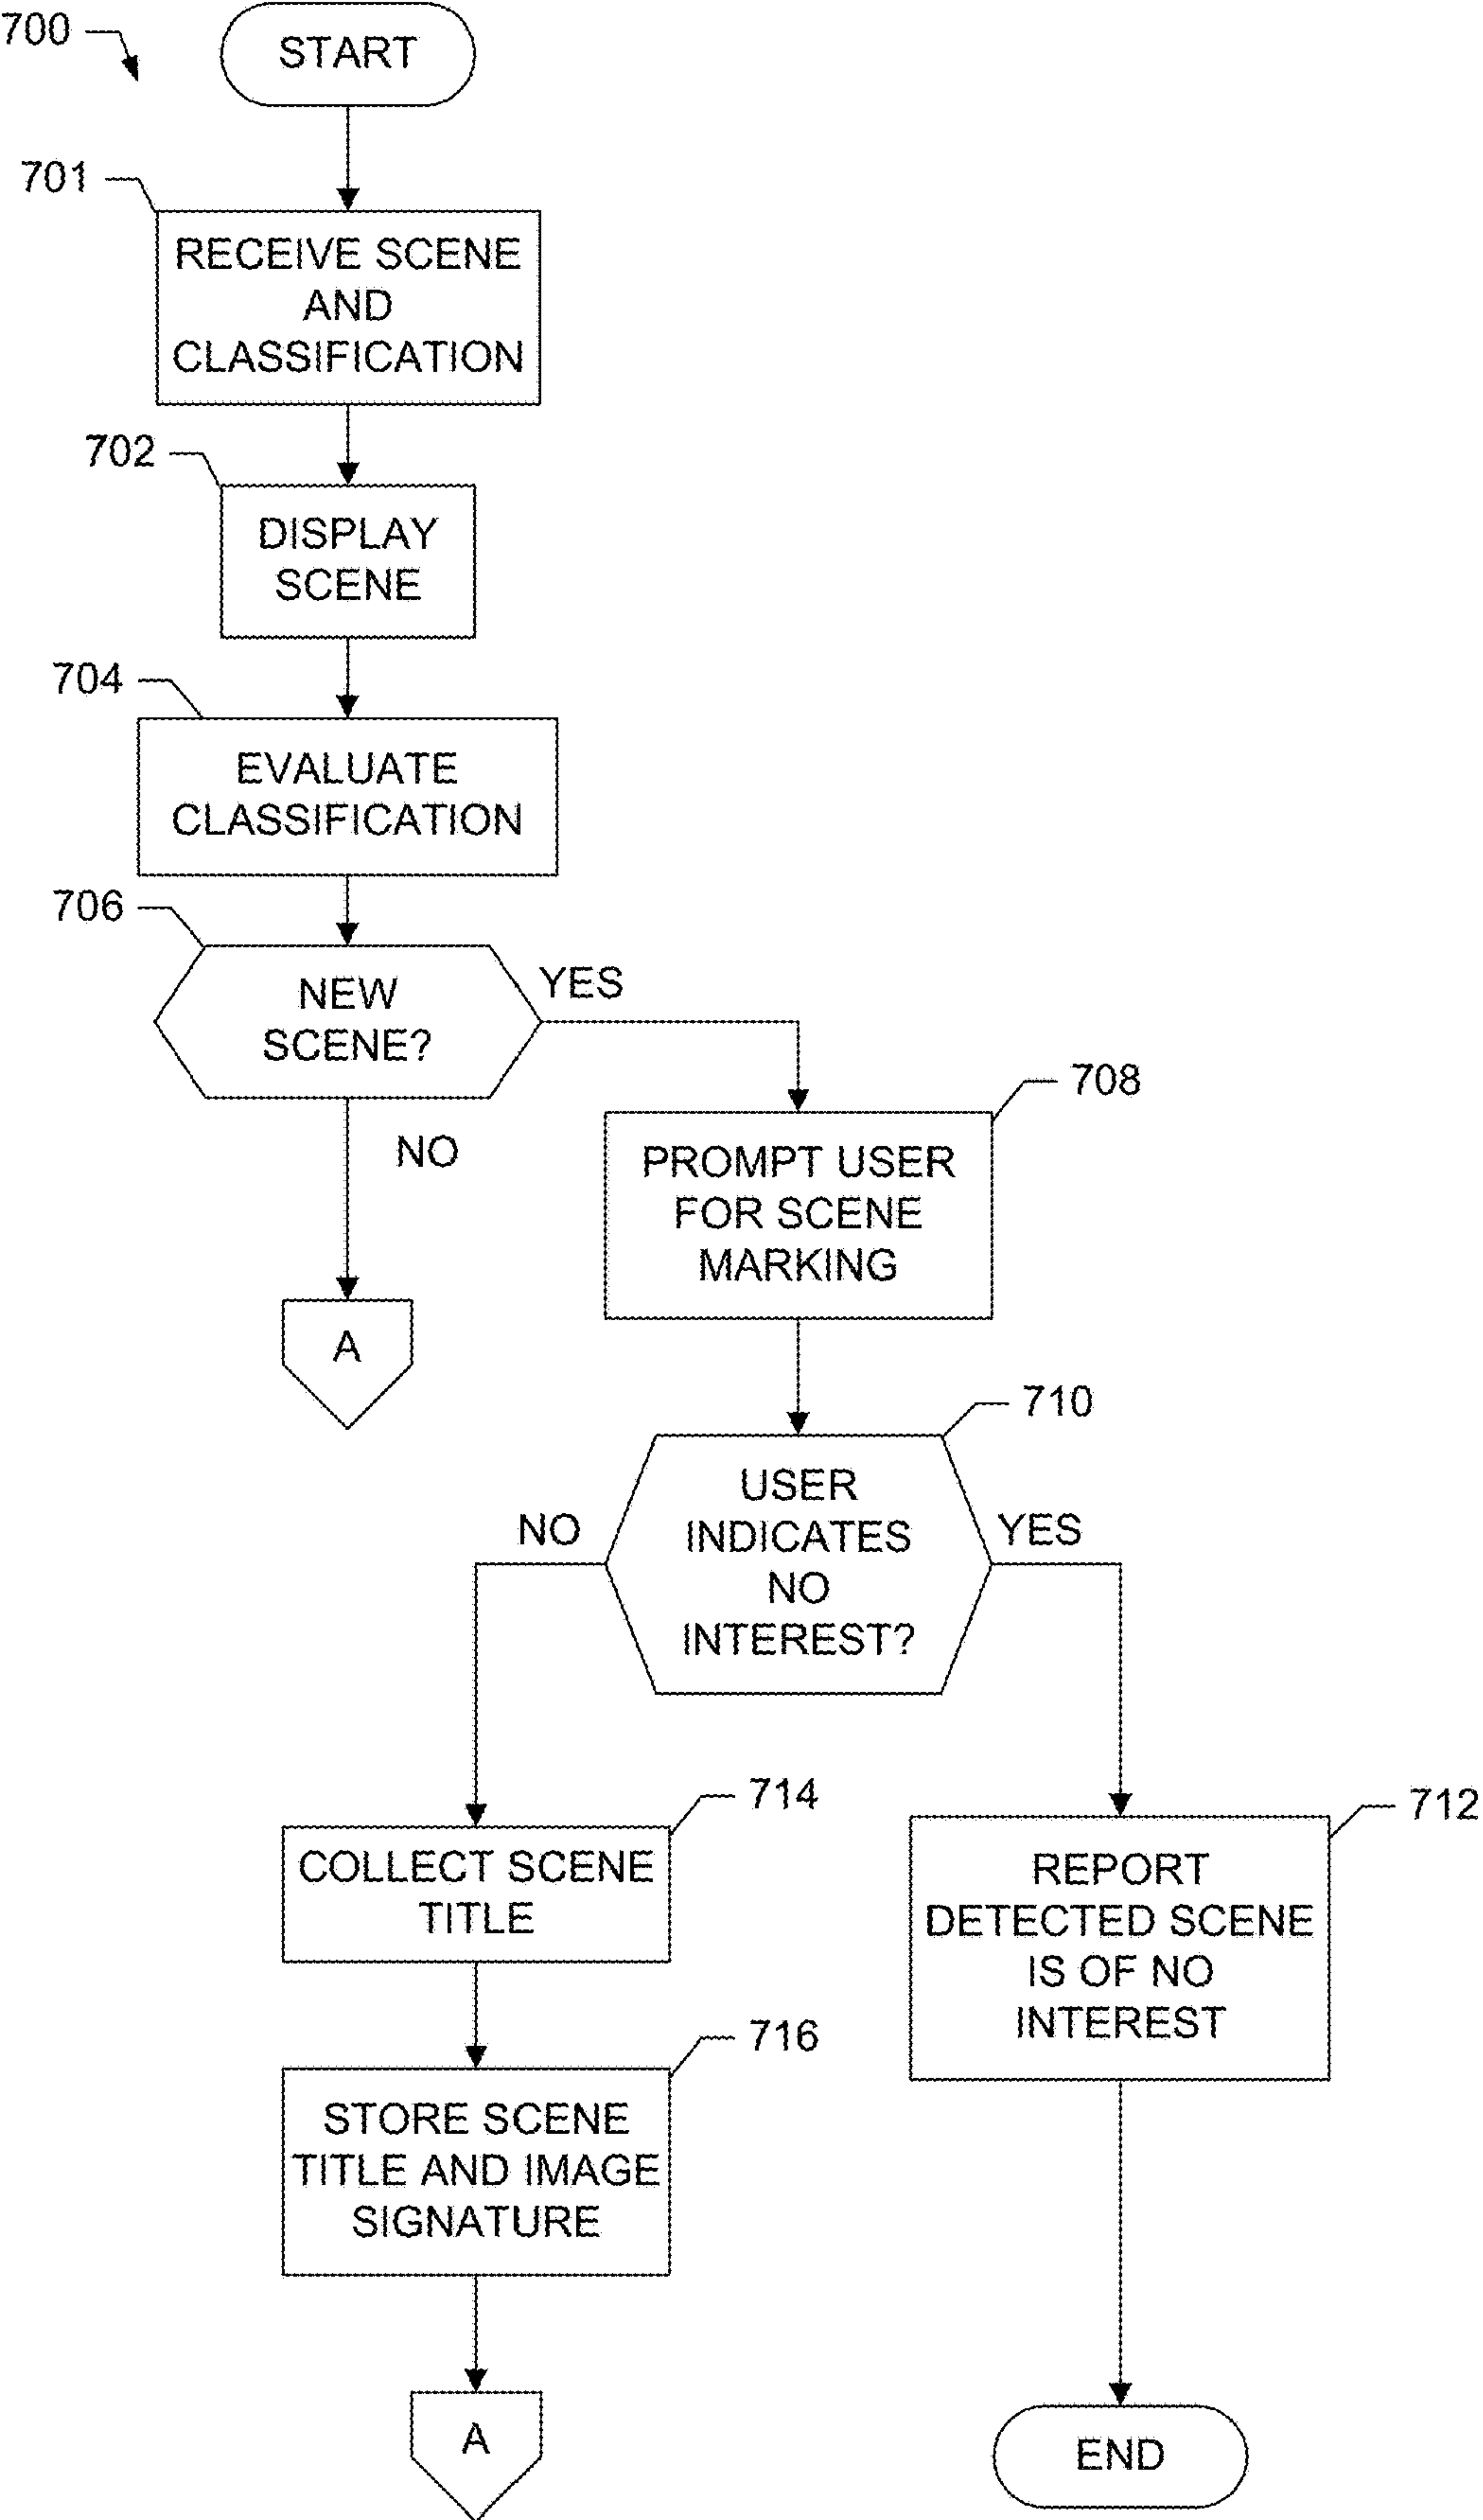 700
START
701
RECEIVE SCENE
AND
CLASSIFICATION
702
DISPLAY
SCENE
704
EVALUATE
CLASSIFICATION
706
NEW
SCENE?
YES
NO
A
708
PROMPT USER
FOR SCENE
MARKING
710
USER
INDICATES
NO
INTEREST?
NO
YES
714
COLLECT SCENE
TITLE
712
REPORT
DETECTED SCENE
IS OF NO
INTEREST
716
STORE SCENE
TITLE AND IMAGE
SIGNATURE
A
END